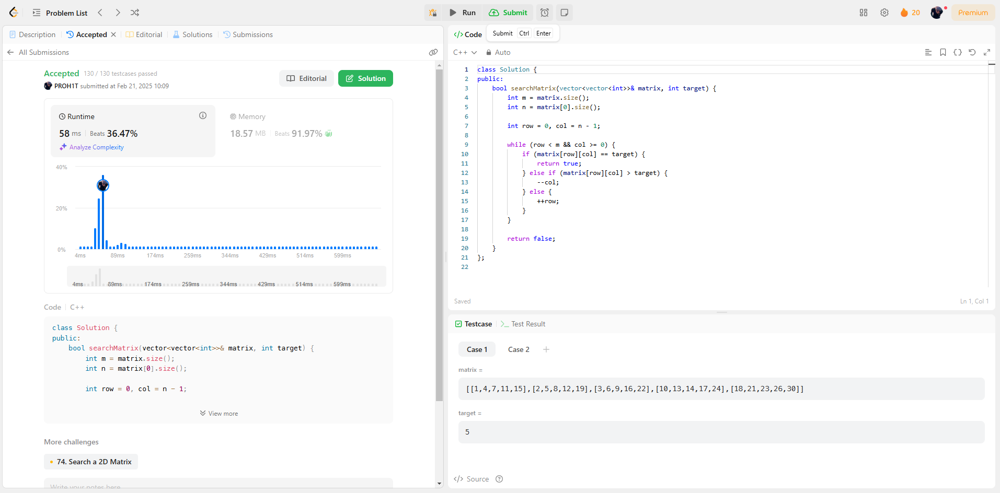 Problem List
Run
Submit
20
Premium
Description
Accepted
Editorial
Solutions
Submissions
All Submissions
Accepted 130 / 130 testcases passed
PROH1T submitted at Feb 21, 2025 10:09
Editorial
Solution
Runtime
58 ms Beats 36.47%
Analyze Complexity
Memory
18.57 MB Beats 91.97%
40%
20%
0%
4ms 89ms 174ms 259ms 344ms 429ms 514ms 599ms
4ms 89ms 174ms 259ms 344ms 429ms 514ms 599ms
Code C++
class Solution {
public:
    bool searchMatrix(vector<vector<int>>& matrix, int target) {
        int m = matrix.size();
        int n = matrix[0].size();

        int row = 0, col = n - 1;
View more
More challenges
74. Search a 2D Matrix
Write your notes here
</> Code
Submit Ctrl Enter
C++ Auto
1 class Solution {
2 public:
3     bool searchMatrix(vector<vector<int>>& matrix, int target) {
4         int m = matrix.size();
5         int n = matrix[0].size();
6
7         int row = 0, col = n - 1;
8
9         while (row < m && col >= 0) {
10             if (matrix[row][col] == target) {
11                 return true;
12             } else if (matrix[row][col] > target) {
13                 --col;
14             } else {
15                 ++row;
16             }
17         }
18
19         return false;
20     }
21 };
22
Saved
Ln 1, Col 1
Testcase
Test Result
Case 1
Case 2
matrix =
[[1,4,7,11,15],[2,5,8,12,19],[3,6,9,16,22],[10,13,14,17,24],[18,21,23,26,30]]
target =
5
</> Source